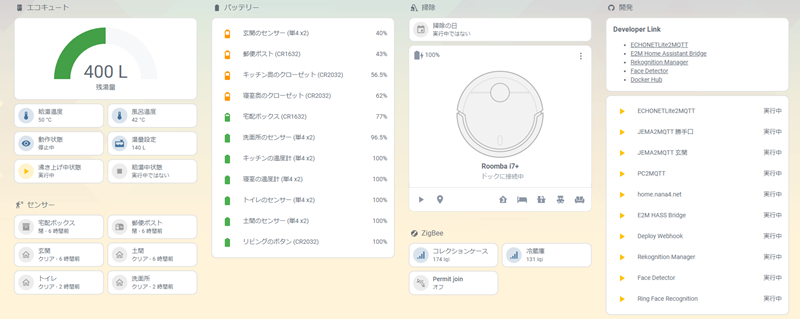 エコキュート
400 L
残湯量
給湯温度
50 °C
風呂温度
42 °C
動作状態
停止中
湯量設定
140 L
沸き上げ中状態
実行中
給湯中状態
実行中ではない
センサー
宅配ボックス
閉 - 6 時間前
郵便ポスト
閉 - 6 時間前
玄関
クリア - 6 時間前
土間
クリア - 6 時間前
トイレ
クリア - 2 時間前
洗面所
クリア - 2 時間前
バッテリー
玄関のセンサー (単4 x2) 40%
郵便ポスト (CR1632) 43%
キッチン奥のクローゼット (CR2032) 56.5%
寝室奥のクローゼット (CR2032) 62%
宅配ボックス (CR1632) 77%
洗面所のセンサー (単4 x2) 96.5%
キッチンの温度計 (単4 x2) 100%
寝室の温度計 (単4 x2) 100%
トイレのセンサー (単4 x2) 100%
土間のセンサー (単4 x2) 100%
リビングのボタン (CR2032) 100%
掃除
掃除の日
実行中ではない
100%
Roomba i7+
ドックに接続中
ZigBee
コレクションケース
174 lqi
冷蔵庫
131 lqi
Permit join
オフ
開発
Developer Link
ECHONETLite2MQTT
E2M Home Assistant Bridge
Rekognition Manager
Face Detector
Docker Hub
ECHONETLite2MQTT 実行中
JEMA2MQTT 勝手口 実行中
JEMA2MQTT 玄関 実行中
PC2MQTT 実行中
home.nana4.net 実行中
E2M HASS Bridge 実行中
Deploy Webhook 実行中
Rekognition Manager 実行中
Face Detector 実行中
Ring Face Recognition 実行中